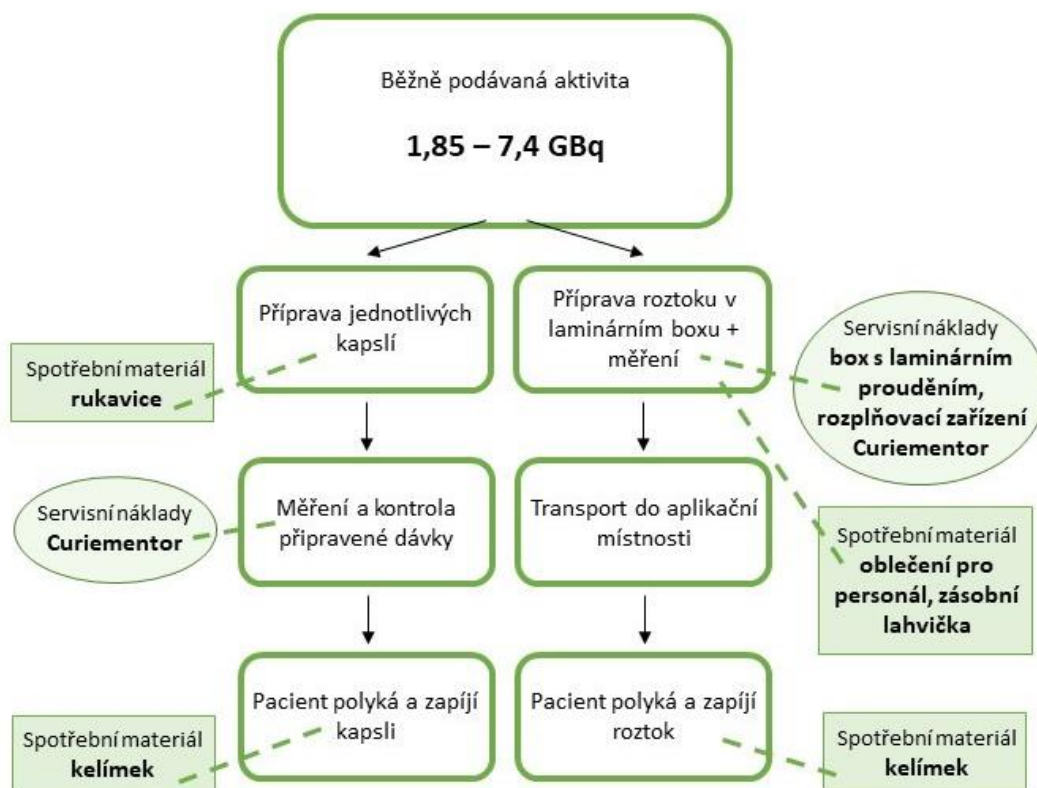 Běžně podávaná aktivita
1,85 – 7,4 GBq
Příprava jednotlivých
kapslí
Příprava roztoku v
laminárním boxu +
měření
Servisní náklady
box s laminárním
prouděním,
rozplňovací zařízení
Curiementor
Spotřební materiál
rukavice
Servisní náklady
Curiementor
Měření a kontrola
připravené dávky
Transport do aplikační
místnosti
Spotřební materiál
oblečení pro
personál, zásobní
lahvička
Spotřební materiál
kelímek
Pacient polyká a zapíjí
kapsli
Pacient polyká a zapíjí
roztok
Spotřební materiál
kelímek